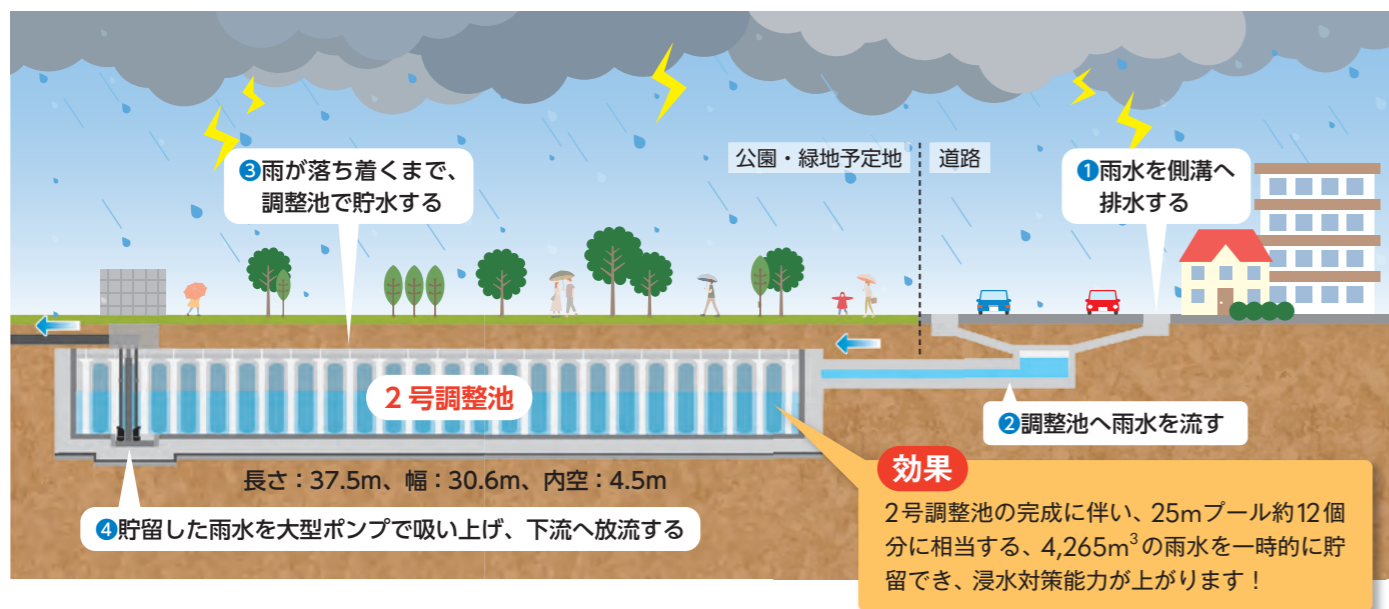 公園・緑地予定地
道路
❶雨水を側溝へ
排水する
❷調整池へ雨水を流す
❸雨が落ち着くまで、
調整池で貯水する
2号調整池
長さ：37.5m、幅：30.6m、内空：4.5m
❹貯留した雨水を大型ポンプで吸い上げ、下流へ放流する
効果
2号調整池の完成に伴い、25mプール約12個
分に相当する、4,265m³の雨水を一時的に貯
留でき、浸水対策能力が上がります！